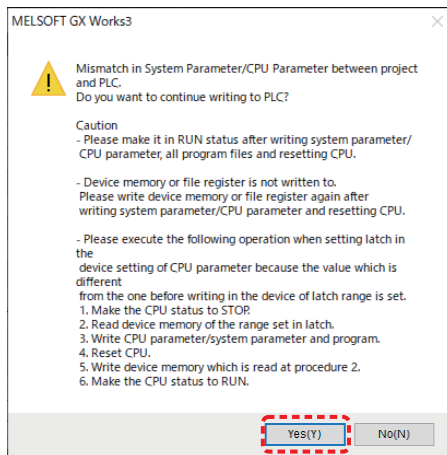 MELSOFT GX Works3
Mismatch in System Parameter/CPU Parameter between project
and PLC.
Do you want to continue writing to PLC?
Caution
- Please make it in RUN status after writing system parameter/
CPU parameter, all program files and resetting CPU.
- Device memory or file register is not written to.
Please write device memory or file register again after
writing system parameter/CPU parameter and resetting CPU.
- Please execute the following operation when setting latch in
the
device setting of CPU parameter because the value which is
different
from the one before writing in the device of latch range is set.
1. Make the CPU status to STOP.
2. Read device memory of the range set in latch.
3. Write CPU parameter/system parameter and program.
4. Reset CPU.
5. Write device memory which is read at procedure 2.
6. Make the CPU status to RUN.
Yes(Y) No(N)